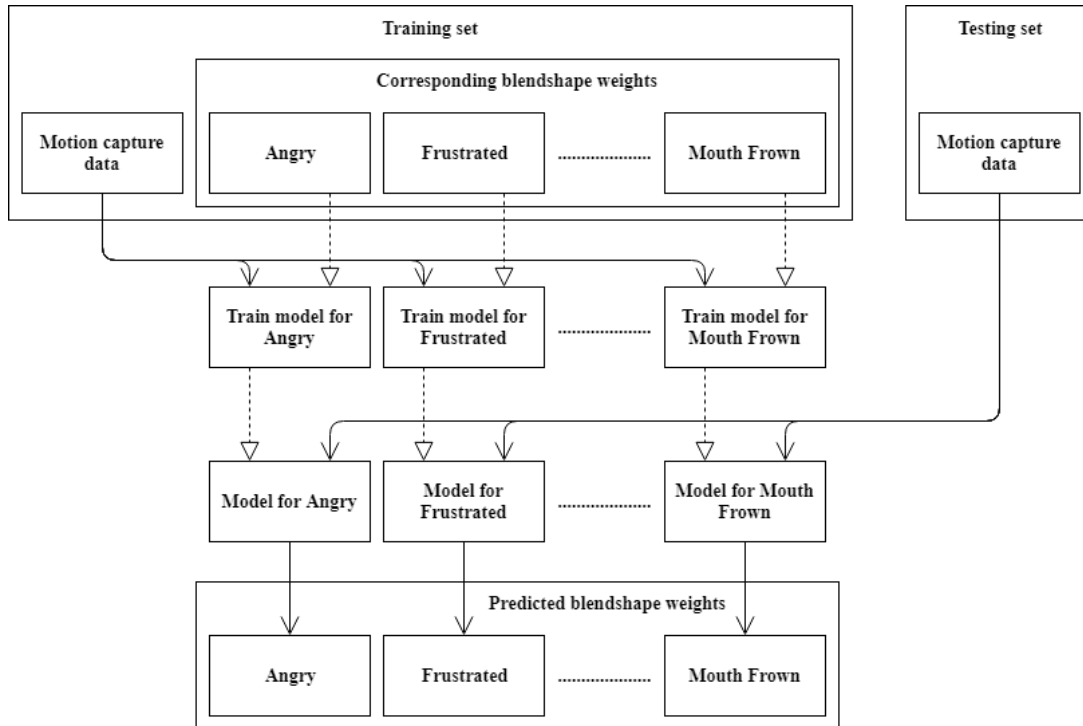 Training set
Testing set
Corresponding blendshape weights
Motion capture
data
Angry
Frustrated
......................
Mouth Frown
Motion capture
data
Train model for
Angry
Train model for
Frustrated
......................
Train model for
Mouth Frown
Model for Angry
Model for
Frustrated
......................
Model for Mouth
Frown
Predicted blendshape weights
Angry
Frustrated
......................
Mouth Frown